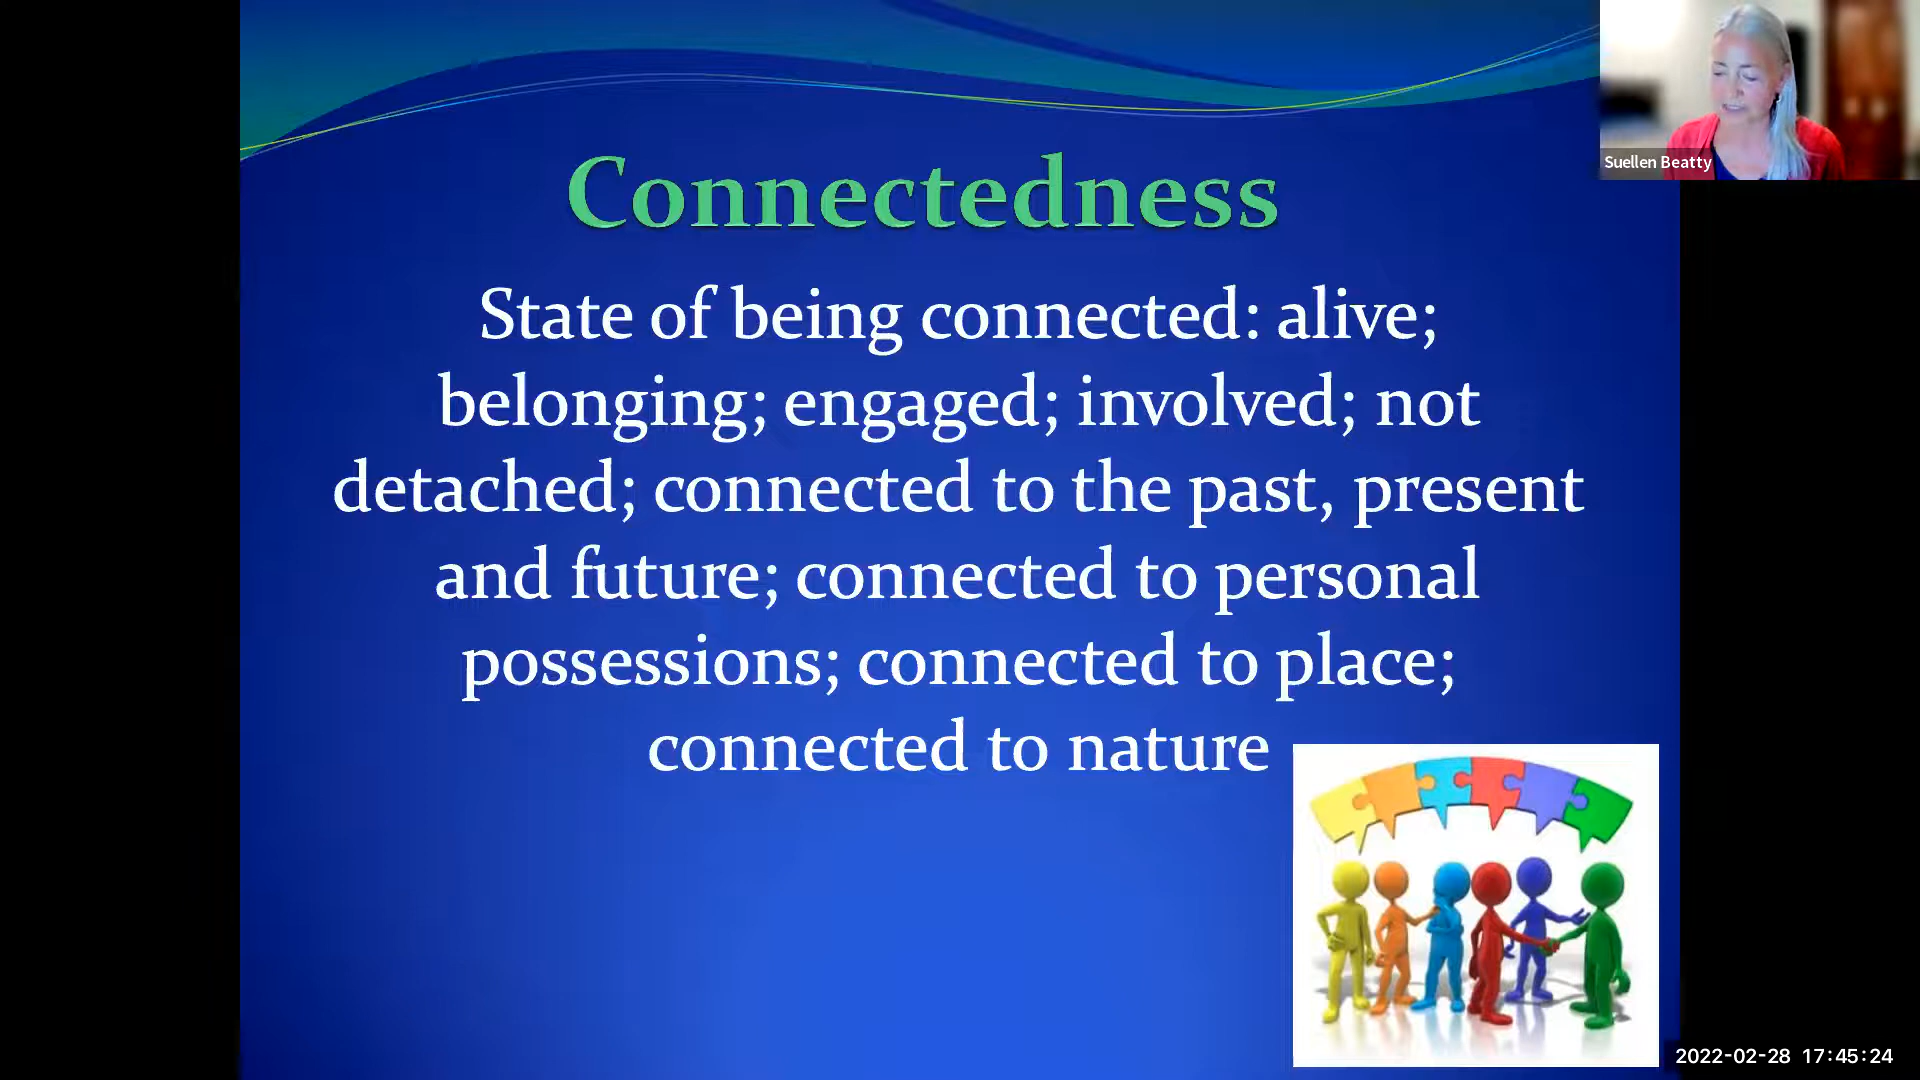 Suellen Beatty
Connectedness
State of being connected: alive;
belonging; engaged; involved; not
detached; connected to the past, present
and future; connected to personal
possessions; connected to place;
connected to nature
2022-02-28 17:45:24